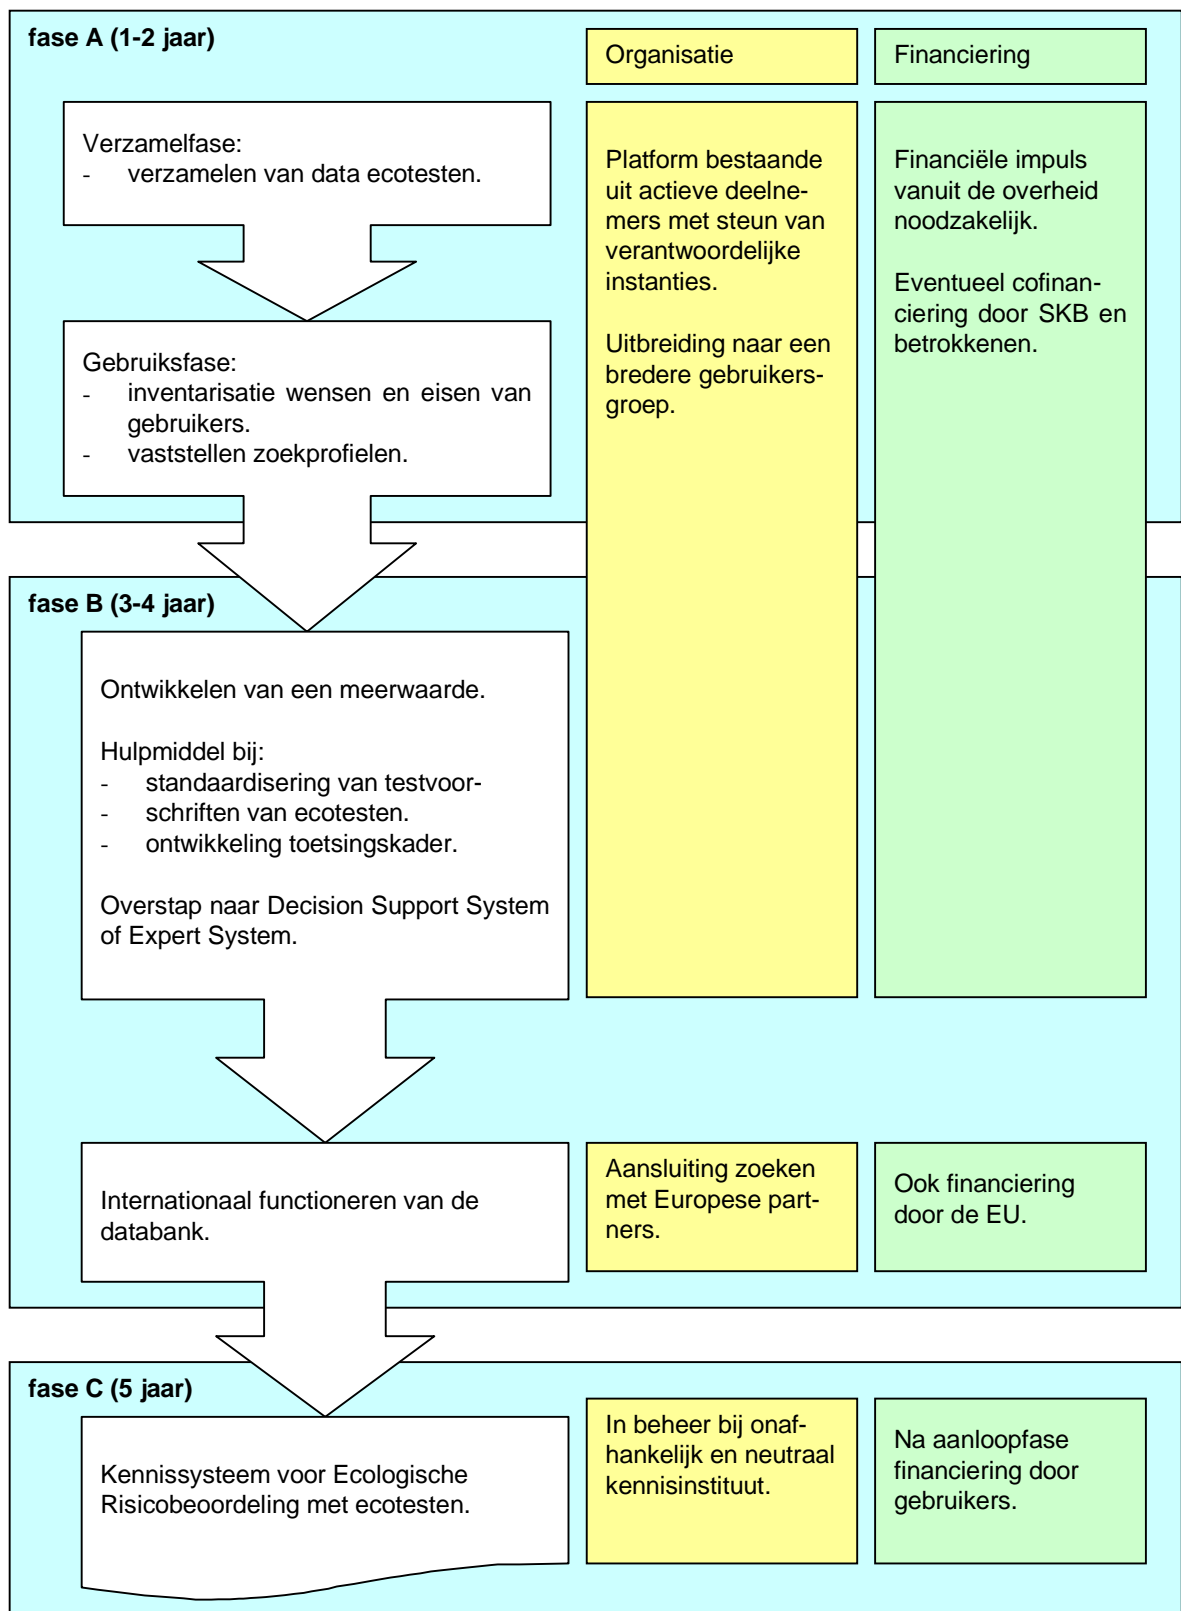 fase A (1-2 jaar)
Organisatie
Financiering
Verzamelfase:
- verzamelen van data ecotesten.
Gebruiksfase:
- inventarisatie wensen en eisen van
gebruikers.
- vaststellen zoekprofielen.
Platform bestaande
uit actieve deelne-
mers met steun van
verantwoordelijke
instanties.
Uitbreiding naar een
bredere gebruikers-
groep.
Financiële impuls
vanuit de overheid
noodzakelijk.
Eventueel cofinan-
ciering door SKB en
betrokkenen.
fase B (3-4 jaar)
Ontwikkelen van een meerwaarde.
Hulpmiddel bij:
- standaardisering van testvoor-
- schriften van ecotesten.
- ontwikkeling toetsingskader.
Overstap naar Decision Support System
of Expert System.
Internationaal functioneren van de
databank.
Aansluiting zoeken
met Europese part-
ners.
Ook financiering
door de EU.
fase C (5 jaar)
Kennissysteem voor Ecologische
Risicobeoordeling met ecotesten.
In beheer bij onaf-
hankelijk en neutraal
kennisinstituut.
Na aanloopfase
financiering door
gebruikers.